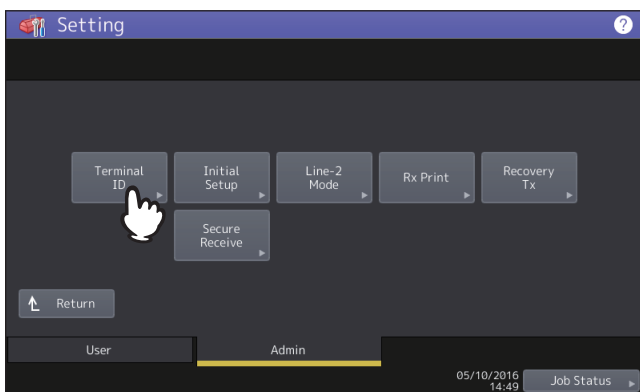 Setting
?
Terminal
ID
Initial
Setup
Line-2
Mode
Rx Print
Recovery
Tx
Secure
Receive
Return
User
Admin
05/10/2016
14:49
Job Status